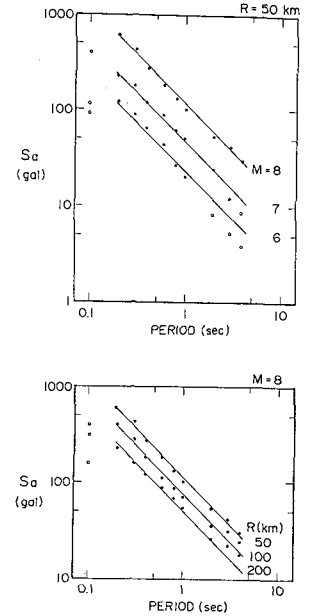 R = 50 km
1000
100
Sa
(gal)
10
1
M = 8
7
6
0.1
1
10
PERIOD (sec)
M = 8
1000
100
Sa
(gal)
10
R (km)
50
100
200
0.1
1
10
PERIOD (sec)